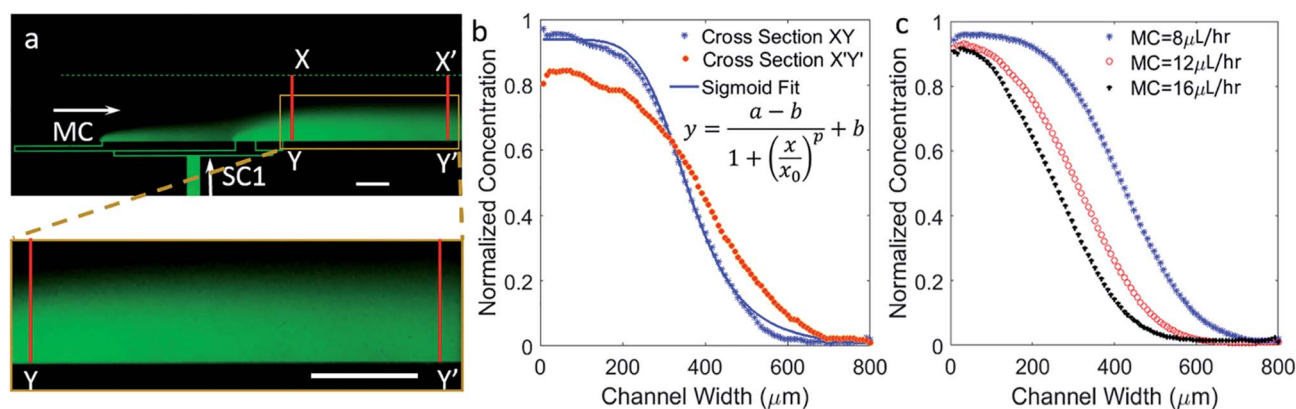 a
X
X'
MC
Y
Y'
SC1
Y
Y'
b
Normalized Concentration
1
0.8
0.6
0.4
0.2
0
0
200
400
600
800
Channel Width (μm)
Cross Section XY
Cross Section X'Y'
Sigmoid Fit
y = (a − b) / (1 + (x/x₀)ᵖ) + b
c
Normalized Concentration
1
0.8
0.6
0.4
0.2
0
0
200
400
600
800
Channel Width (μm)
MC=8μL/hr
MC=12μL/hr
MC=16μL/hr